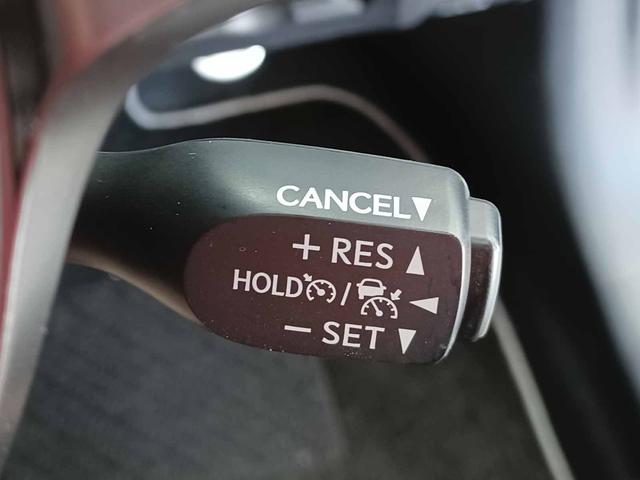 CANCEL▼
+ RES ▲
HOLD / ◀
− SET ▼